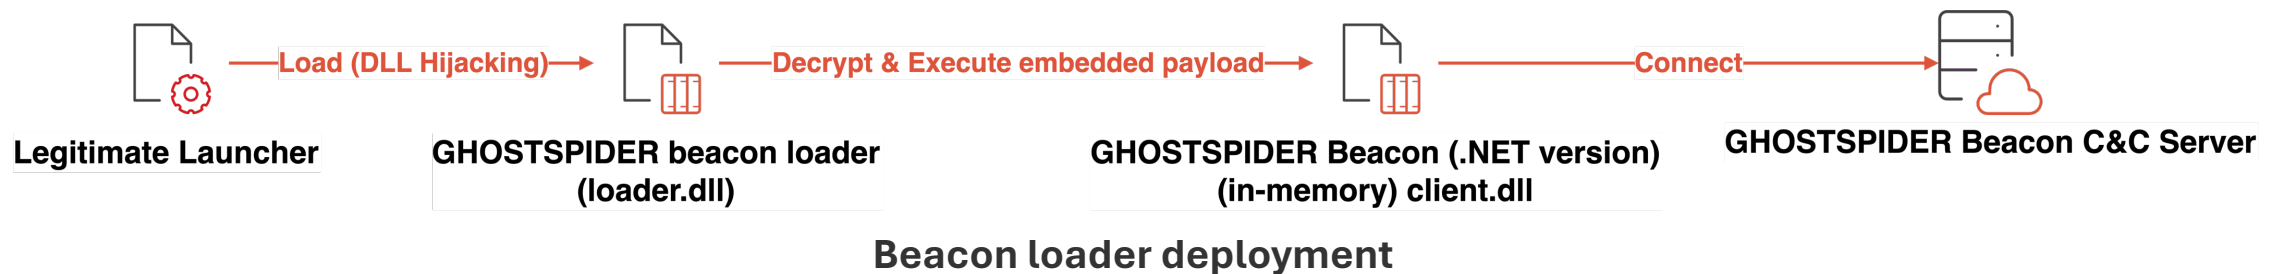 Load (DLL Hijacking)
Decrypt & Execute embedded payload
Connect
Legitimate Launcher
GHOSTSPIDER beacon loader
(loader.dll)
GHOSTSPIDER Beacon (.NET version)
(in-memory) client.dll
GHOSTSPIDER Beacon C&C Server
Beacon loader deployment